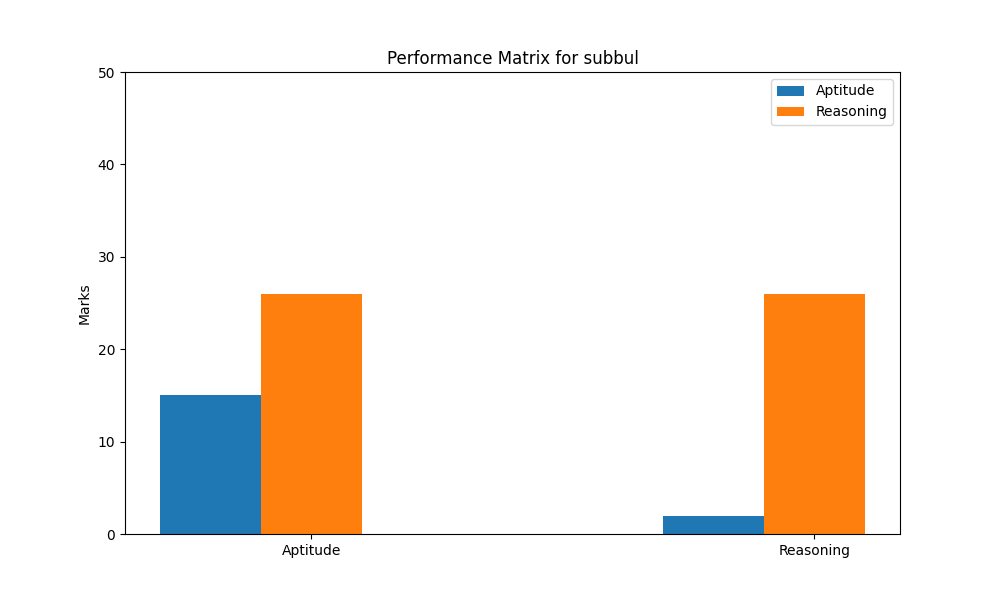 Performance Matrix for subbul
50
40
30
20
10
0
Marks
Aptitude
Reasoning
Aptitude
Reasoning